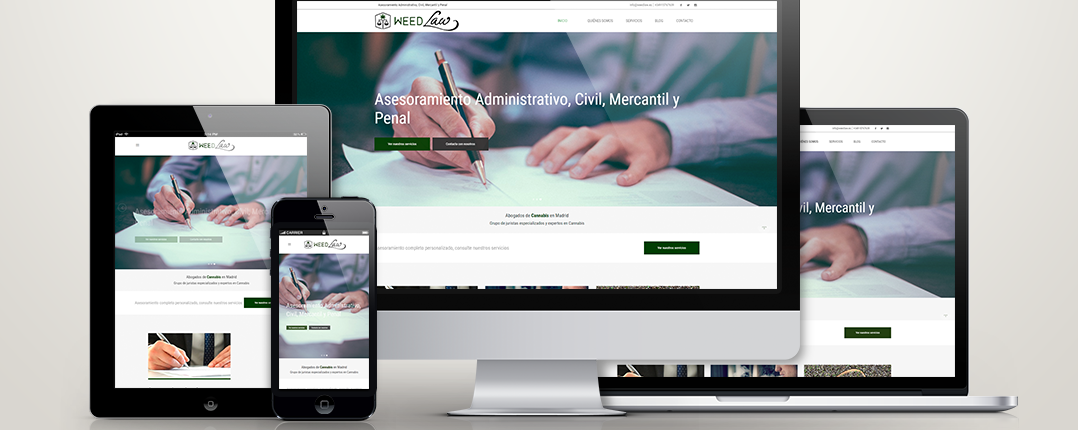 Asesoramiento Administrativo, Civil, Mercantil y Penal
WEED Law
INICIO QUIÉNES SOMOS SERVICIOS BLOG CONTACTO
Asesoramiento Administrativo, Civil, Mercantil y
Penal
Ver nuestros servicios
Contacte con nosotros
Abogados de Cannabis en Madrid
Grupo de juristas especializados y expertos en Cannabis
asesoramiento completo personalizado, consulte nuestros servicios
Ver nuestros servicios
iPad
WEED Law
Asesoramiento Administrativo, Civil, Merc
Abogados de Cannabis en Madrid
Grupo de juristas especializados y expertos en Cannabis
Asesoramiento completo personalizado, consulte nuestros servicios
CARRIER
WEED Law
Asesoramiento Administrativo,
Civil, Mercantil y Penal
Abogados de Cannabis en Madrid
Grupo de juristas especializados y expertos en Cannabis
QUIÉNES SOMOS SERVICIOS BLOG CONTACTO
vil, Mercantil y
Ver nuestros servicios